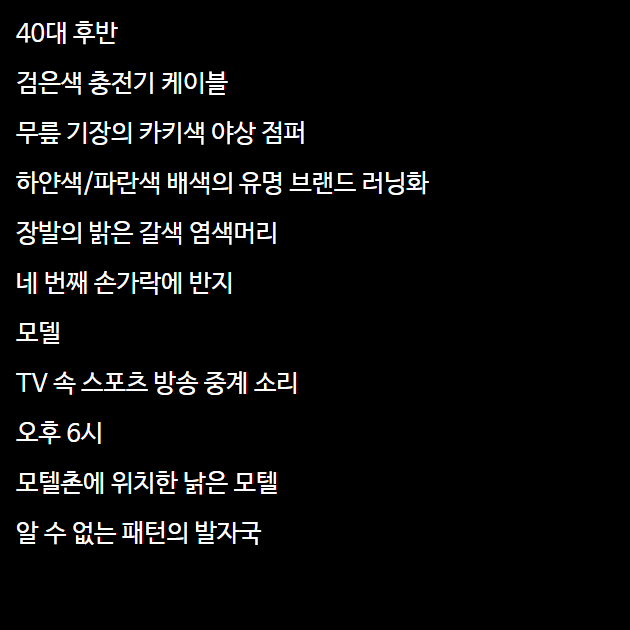 40대 후반
검은색 충전기 케이블
무릎 기장의 카키색 야상 점퍼
하얀색/파란색 배색의 유명 브랜드 러닝화
장발의 밝은 갈색 염색머리
네 번째 손가락에 반지
모델
TV 속 스포츠 방송 중계 소리
오후 6시
모텔촌에 위치한 낡은 모텔
알 수 없는 패턴의 발자국